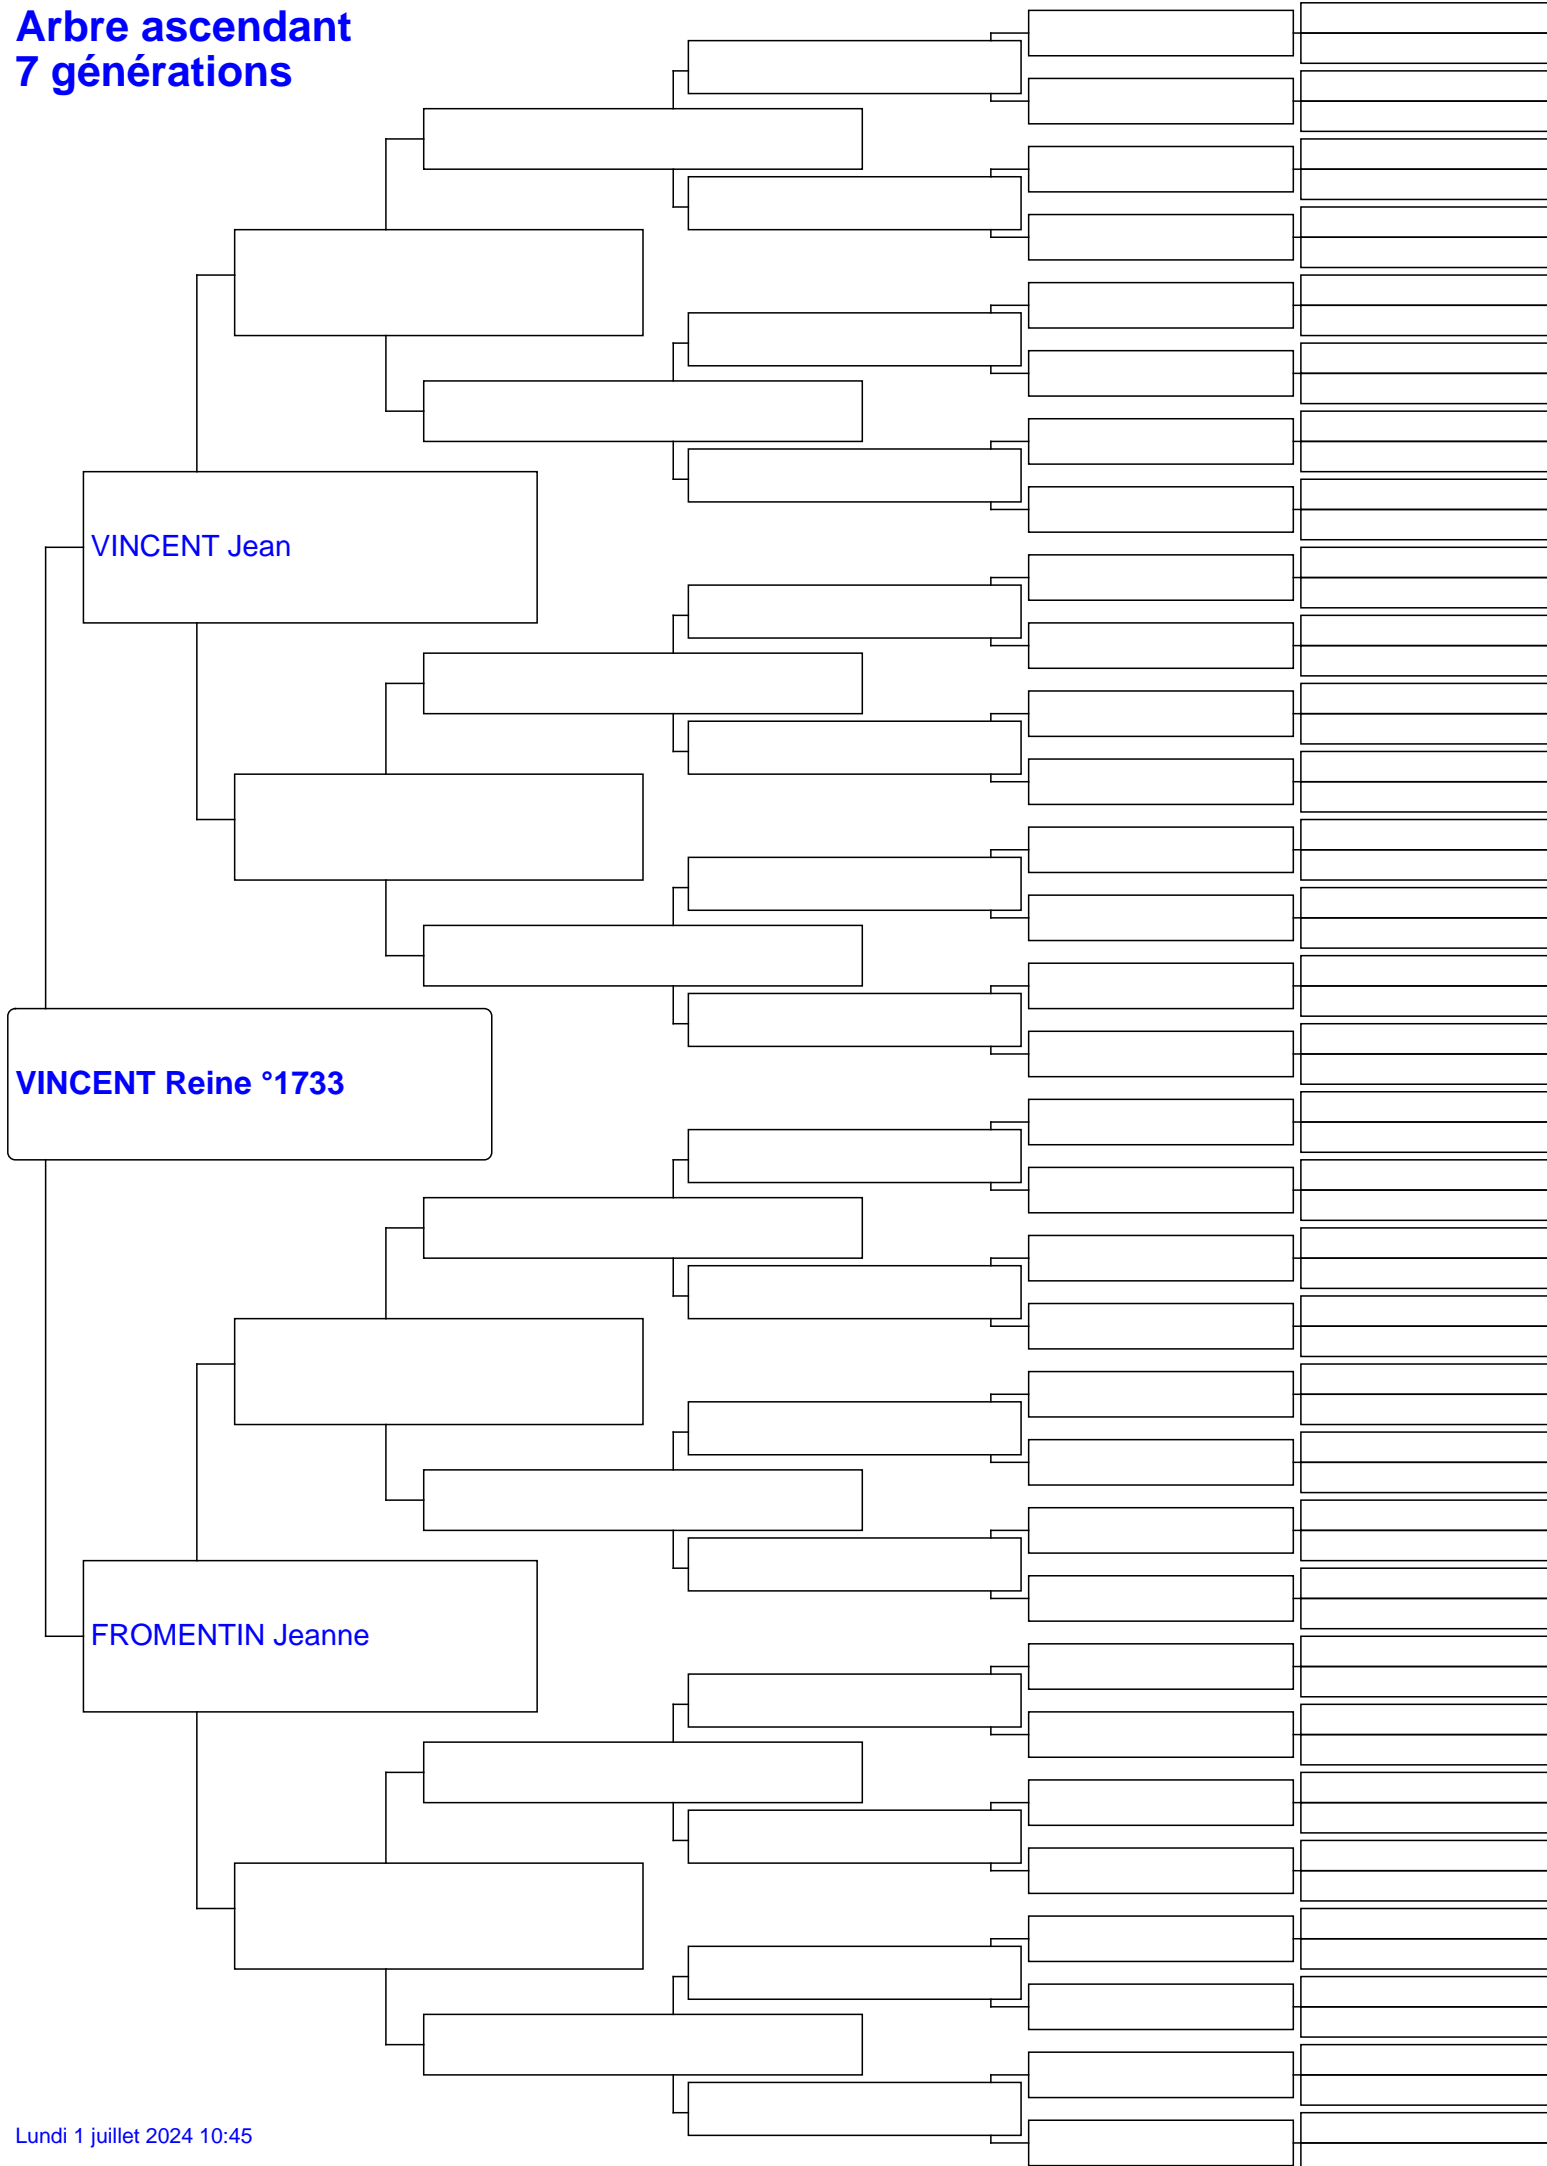 Arbre ascendant
7 générations
VINCENT Jean
VINCENT Reine °1733
FROMENTIN Jeanne
Lundi 1 juillet 2024 10:45